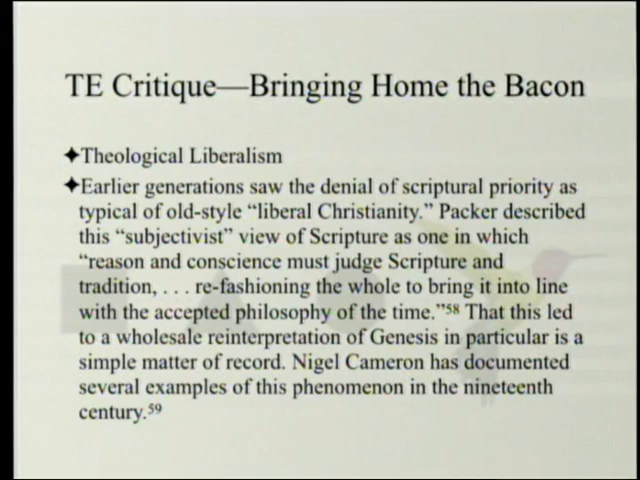 TE Critique—Bringing Home the Bacon
✦Theological Liberalism
✦Earlier generations saw the denial of scriptural priority as
typical of old-style “liberal Christianity.” Packer described
this “subjectivist” view of Scripture as one in which
“reason and conscience must judge Scripture and
tradition, . . . re-fashioning the whole to bring it into line
with the accepted philosophy of the time.”58 That this led
to a wholesale reinterpretation of Genesis in particular is a
simple matter of record. Nigel Cameron has documented
several examples of this phenomenon in the nineteenth
century.59